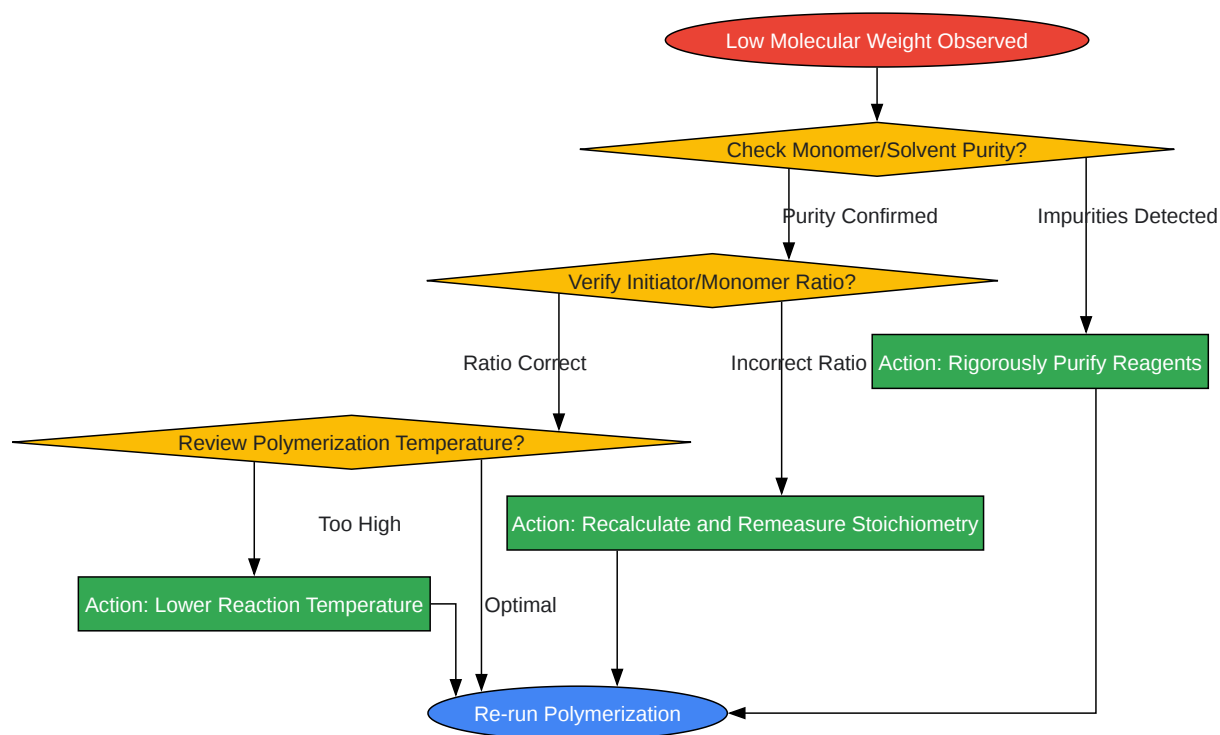 Low Molecular Weight Observed
Check Monomer/Solvent Purity?
Purity Confirmed
Impurities Detected
Verify Initiator/Monomer Ratio?
Ratio Correct
Incorrect Ratio
Action: Rigorously Purify Reagents
Review Polymerization Temperature?
Too High
Action: Recalculate and Remeasure Stoichiometry
Action: Lower Reaction Temperature
Optimal
Re-run Polymerization